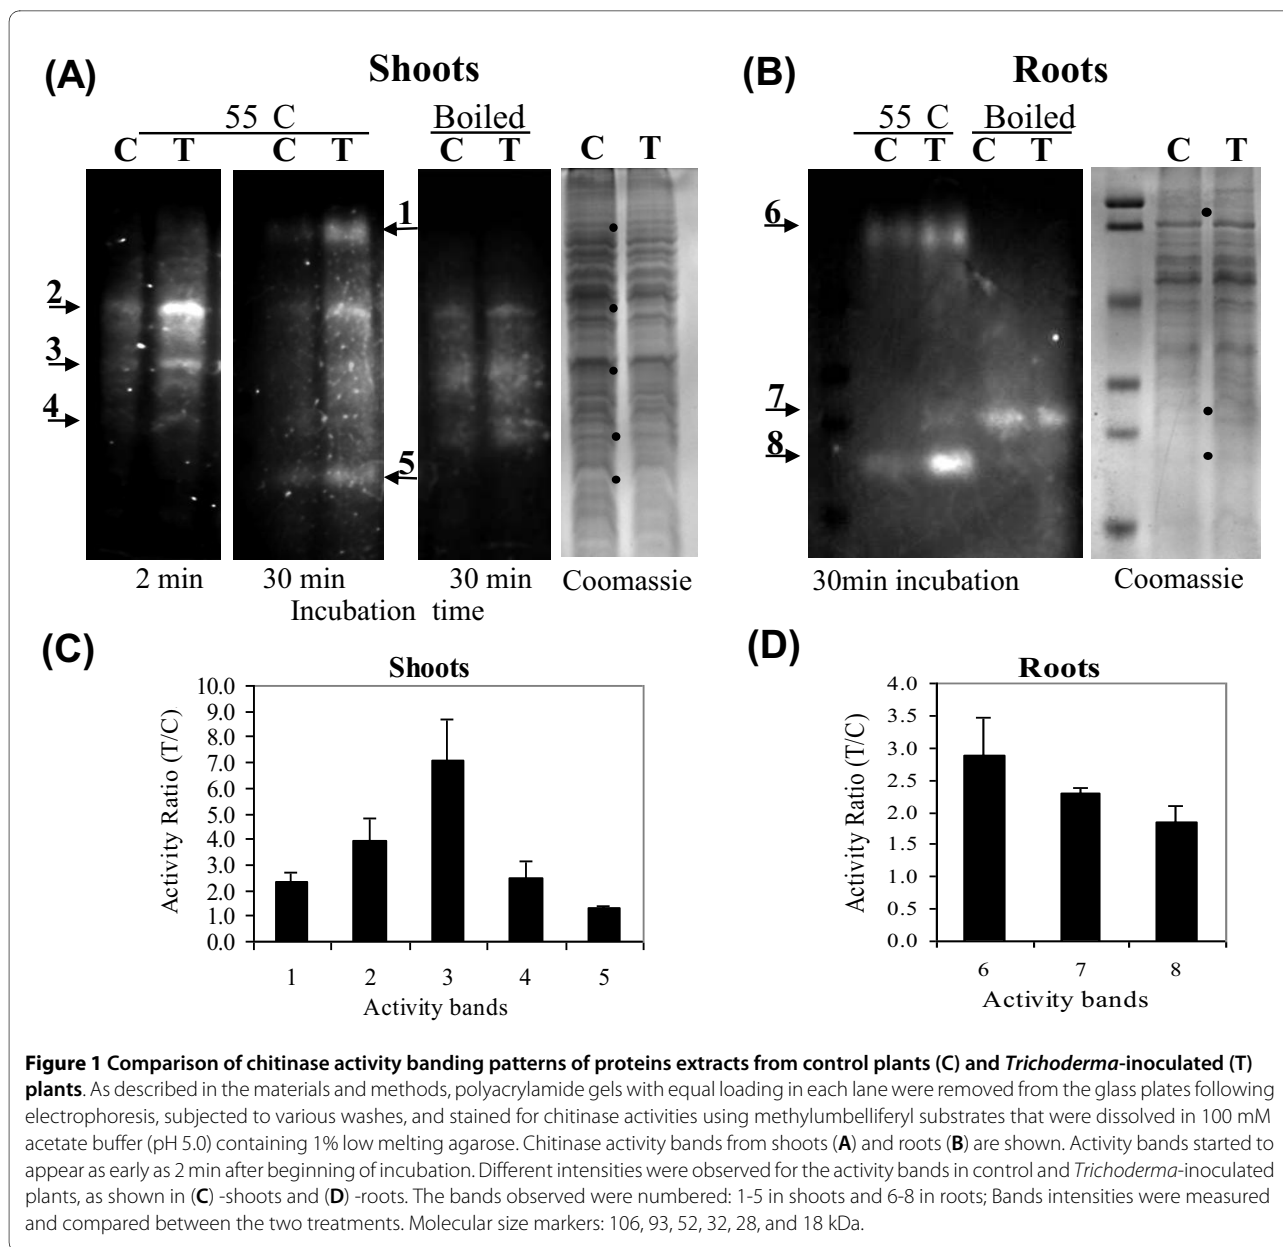 (A)
Shoots
55 C
Boiled
C T C T C T C T
1
2
3
4
5
2 min 30 min 30 min Coomassie
Incubation time
(B)
Roots
55 C Boiled
C T C T C T
6
7
8
30min incubation Coomassie
(C)
Shoots
Activity Ratio (T/C)
10.0
9.0
8.0
7.0
6.0
5.0
4.0
3.0
2.0
1.0
0.0
1 2 3 4 5
Activity bands
(D)
Roots
Activity Ratio (T/C)
4.0
3.5
3.0
2.5
2.0
1.5
1.0
0.5
0.0
6 7 8
Activity bands
Figure 1 Comparison of chitinase activity banding patterns of proteins extracts from control plants (C) and Trichoderma-inoculated (T)
plants. As described in the materials and methods, polyacrylamide gels with equal loading in each lane were removed from the glass plates following
electrophoresis, subjected to various washes, and stained for chitinase activities using methylumbelliferyl substrates that were dissolved in 100 mM
acetate buffer (pH 5.0) containing 1% low melting agarose. Chitinase activity bands from shoots (A) and roots (B) are shown. Activity bands started to
appear as early as 2 min after beginning of incubation. Different intensities were observed for the activity bands in control and Trichoderma-inoculated
plants, as shown in (C) -shoots and (D) -roots. The bands observed were numbered: 1-5 in shoots and 6-8 in roots; Bands intensities were measured
and compared between the two treatments. Molecular size markers: 106, 93, 52, 32, 28, and 18 kDa.